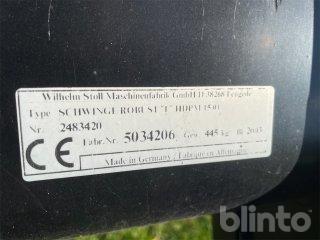 Wilhelm Stoll Maschinenfabrik GmbH D 38268 Lengede
Type SCHWINGE ROBUST "F" HDPM
Nr. 2483420
CE Fabr.Nr. 5034206 Gew. 445 kg Bj.
Made in Germany / Fabriqué en Allemagne
blinto